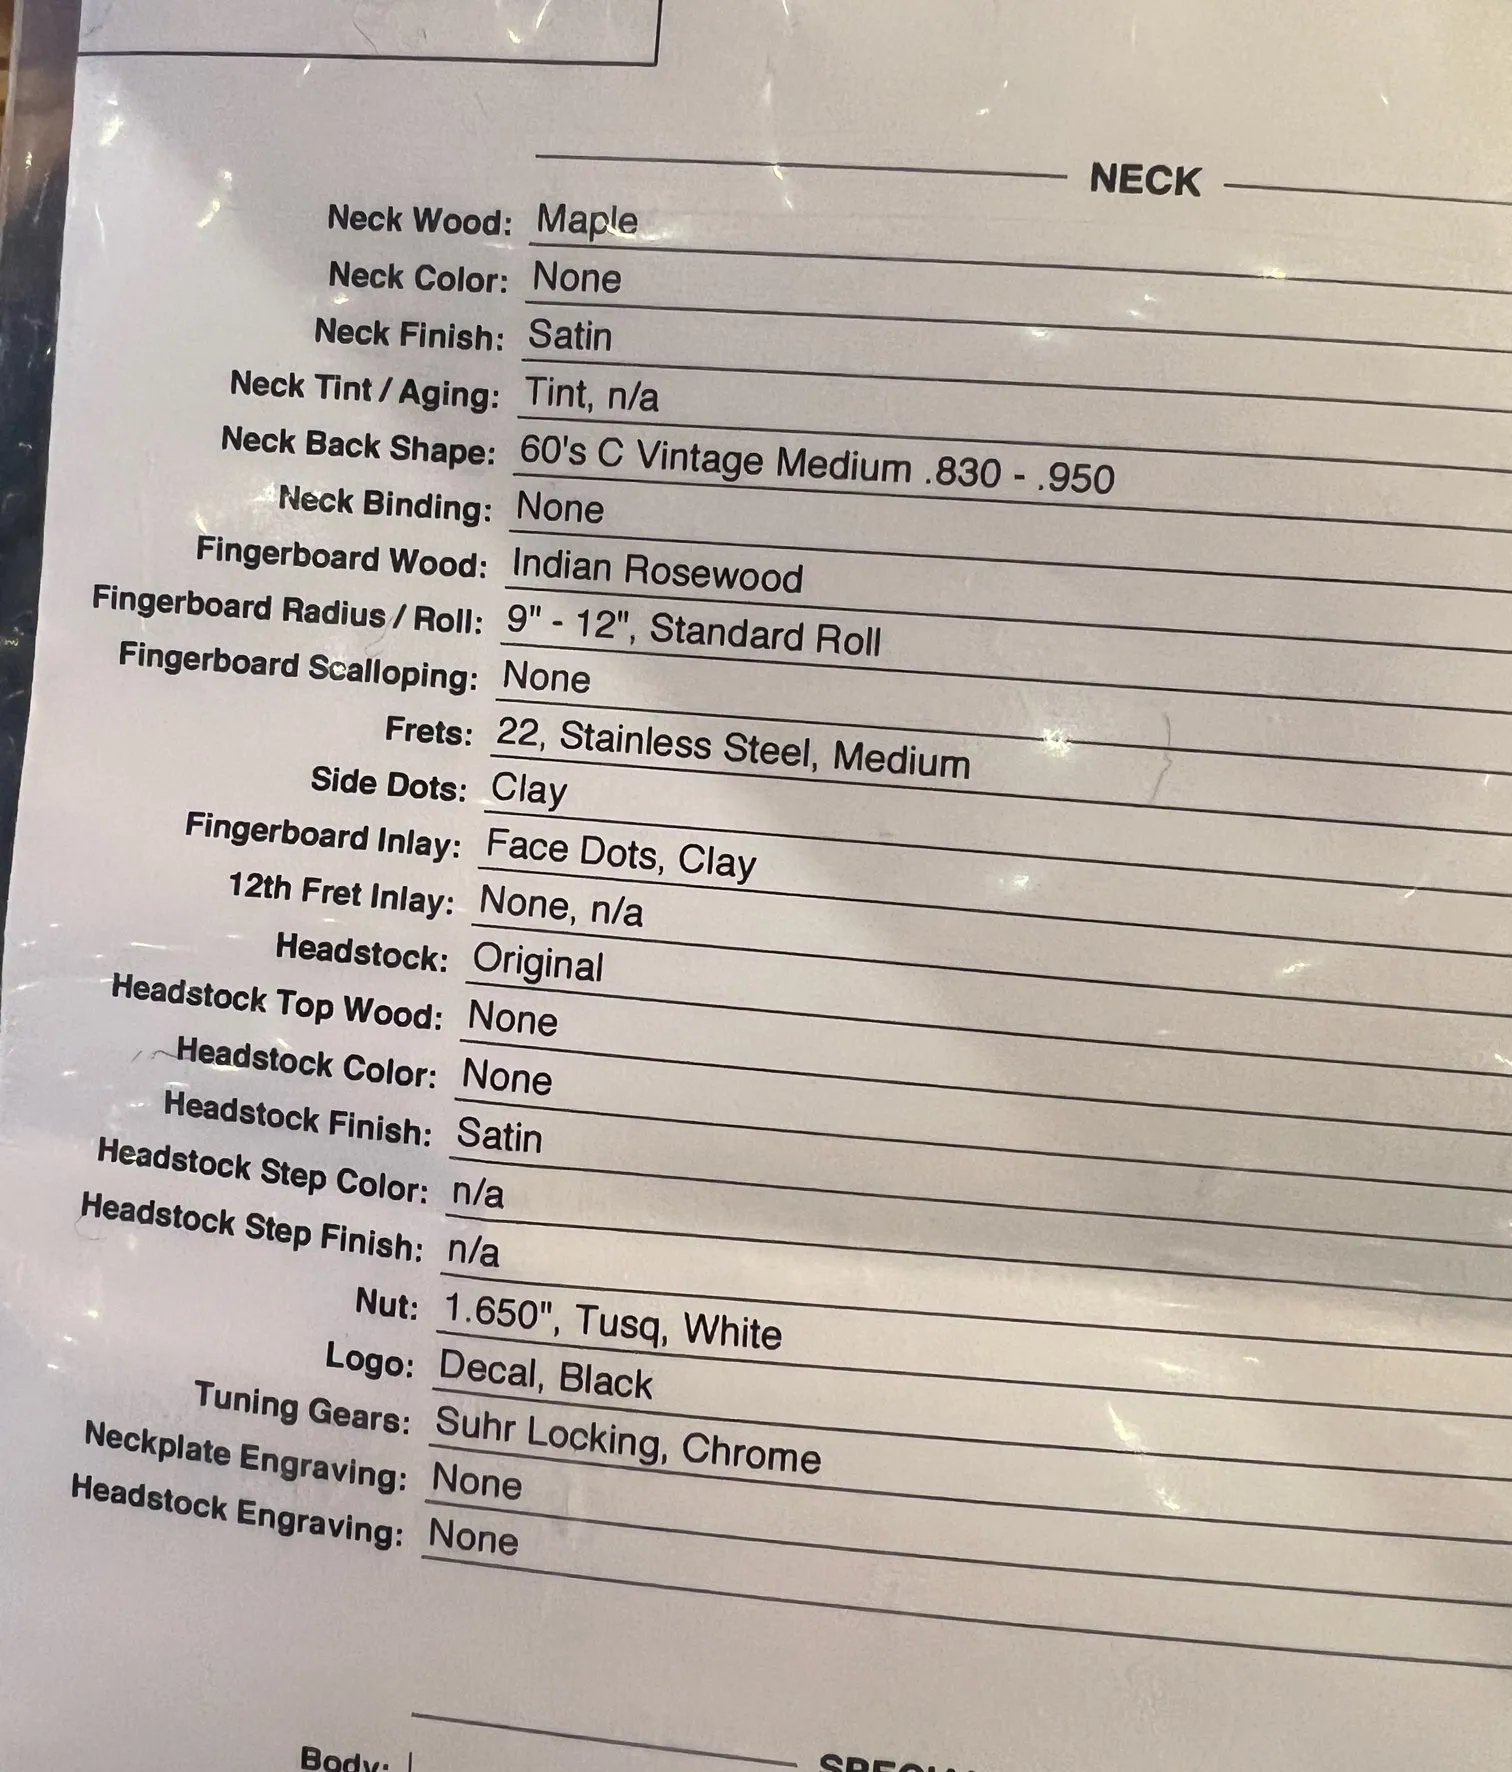 NECK
Neck Wood: Maple
Neck Color: None
Neck Finish: Satin
Neck Tint / Aging: Tint, n/a
Neck Back Shape: 60's C Vintage Medium .830 - .950
Neck Binding: None
Fingerboard Wood: Indian Rosewood
Fingerboard Radius / Roll: 9" - 12", Standard Roll
Fingerboard Scalloping: None
Frets: 22, Stainless Steel, Medium
Side Dots: Clay
Fingerboard Inlay: Face Dots, Clay
12th Fret Inlay: None, n/a
Headstock: Original
Headstock Top Wood: None
Headstock Color: None
Headstock Finish: Satin
Headstock Step Color: n/a
Headstock Step Finish: n/a
Nut: 1.650", Tusq, White
Logo: Decal, Black
Tuning Gears: Suhr Locking, Chrome
Neckplate Engraving: None
Headstock Engraving: None
Body: